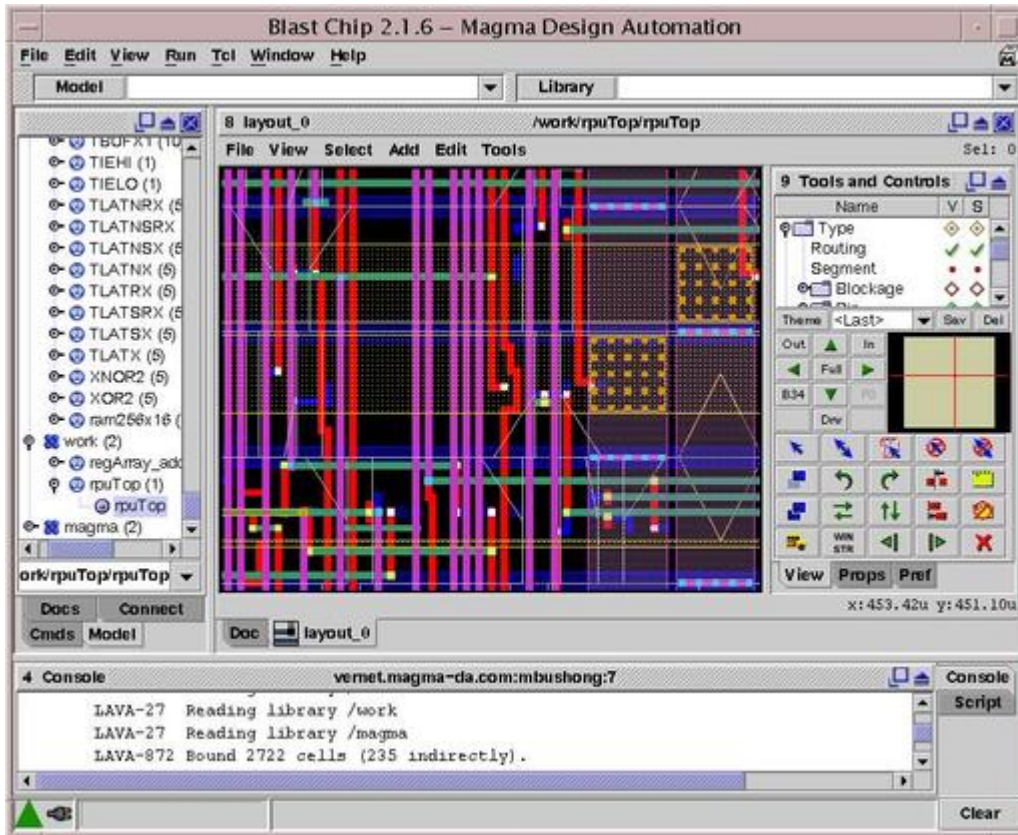 Blast Chip 2.1.6 – Magma Design Automation
File Edit View Run Tcl Window Help
Model Library
8 layout_0 /work/rpuTop/rpuTop
File View Select Add Edit Tools Sel: 0
TBUFX1 (10
TIEHI (1)
TIELO (1)
TLATNRX (5
TLATNSRX
TLATNSX (5
TLATNX (5)
TLATRX (5)
TLATSRX (5
TLATSX (5)
TLATX (5)
XNOR2 (5)
XOR2 (5)
ram256x16 (
work (2)
regArray_add
rpuTop (1)
rpuTop
magma (2)
ork/rpuTop/rpuTop
Docs Connect
Cmds Model
9 Tools and Controls
Name V S
Type
Routing
Segment
Blockage
Theme <Last> Sav Del
Out In
Full
B34
Drw
WIN
STR
View Props Pref
x:453.42u y:451.10u
Doc layout_0
4 Console vernet.magma-da.com:mbushong:7
LAVA-27 Reading library /work
LAVA-27 Reading library /magma
LAVA-872 Bound 2722 cells (235 indirectly).
Console
Script
Clear